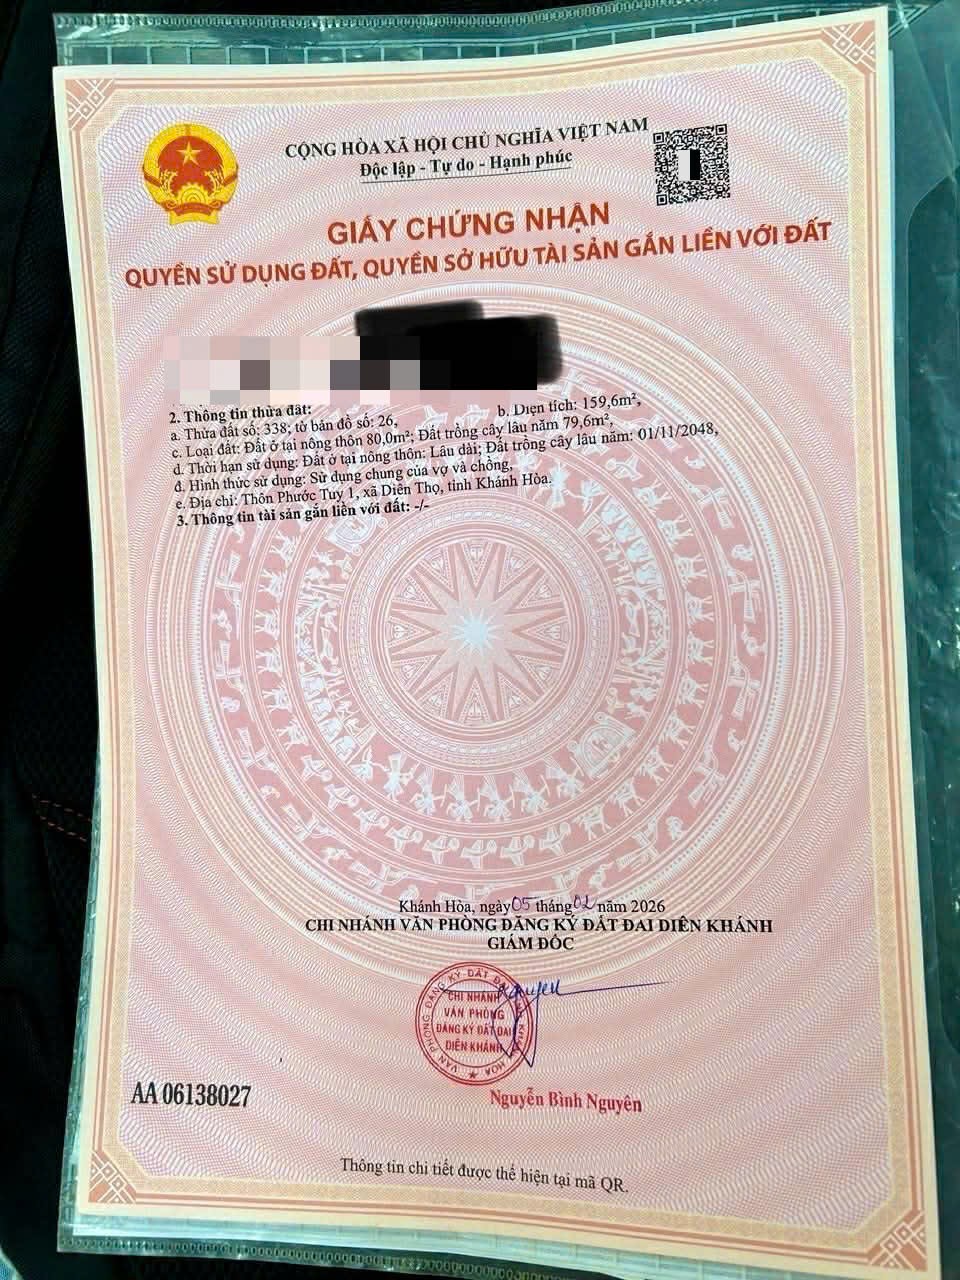 CỘNG HÒA XÃ HỘI CHỦ NGHĨA VIỆT NAM
Độc lập - Tự do - Hạnh phúc
GIẤY CHỨNG NHẬN
QUYỀN SỬ DỤNG ĐẤT, QUYỀN SỞ HỮU TÀI SẢN GẮN LIỀN VỚI ĐẤT
2. Thông tin thửa đất:
a. Thửa đất số: 338; tờ bản đồ số: 26, b. Diện tích: 159,6m²,
c. Loại đất: Đất ở tại nông thôn 80,0m²; Đất trồng cây lâu năm 79,6m²,
d. Thời hạn sử dụng: Đất ở tại nông thôn: Lâu dài; Đất trồng cây lâu năm: 01/11/2048,
đ. Hình thức sử dụng: Sử dụng chung của vợ và chồng,
e. Địa chỉ: Thôn Phước Tuy 1, xã Diên Thọ, tỉnh Khánh Hòa.
3. Thông tin tài sản gắn liền với đất: -/-
Khánh Hòa, ngày 05 tháng 02 năm 2026
CHI NHÁNH VĂN PHÒNG ĐĂNG KÝ ĐẤT ĐAI DIÊN KHÁNH
GIÁM ĐỐC
VĂN PHÒNG ĐĂNG KÝ ĐẤT ĐAI
CHI NHÁNH
VĂN PHÒNG
ĐĂNG KÝ ĐẤT ĐAI
DIÊN KHÁNH
Nguyễn Bình Nguyên
AA 06138027
Thông tin chi tiết được thể hiện tại mã QR.